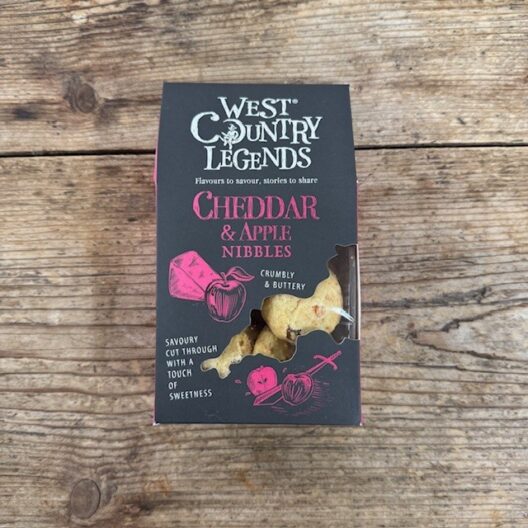 WEST®
COUNTRY
LEGENDS
Flavours to savour, stories to share
CHEDDAR
& APPLE
NIBBLES
CRUMBLY
& BUTTERY
SAVOURY
CUT THROUGH
WITH A
TOUCH
OF
SWEETNESS